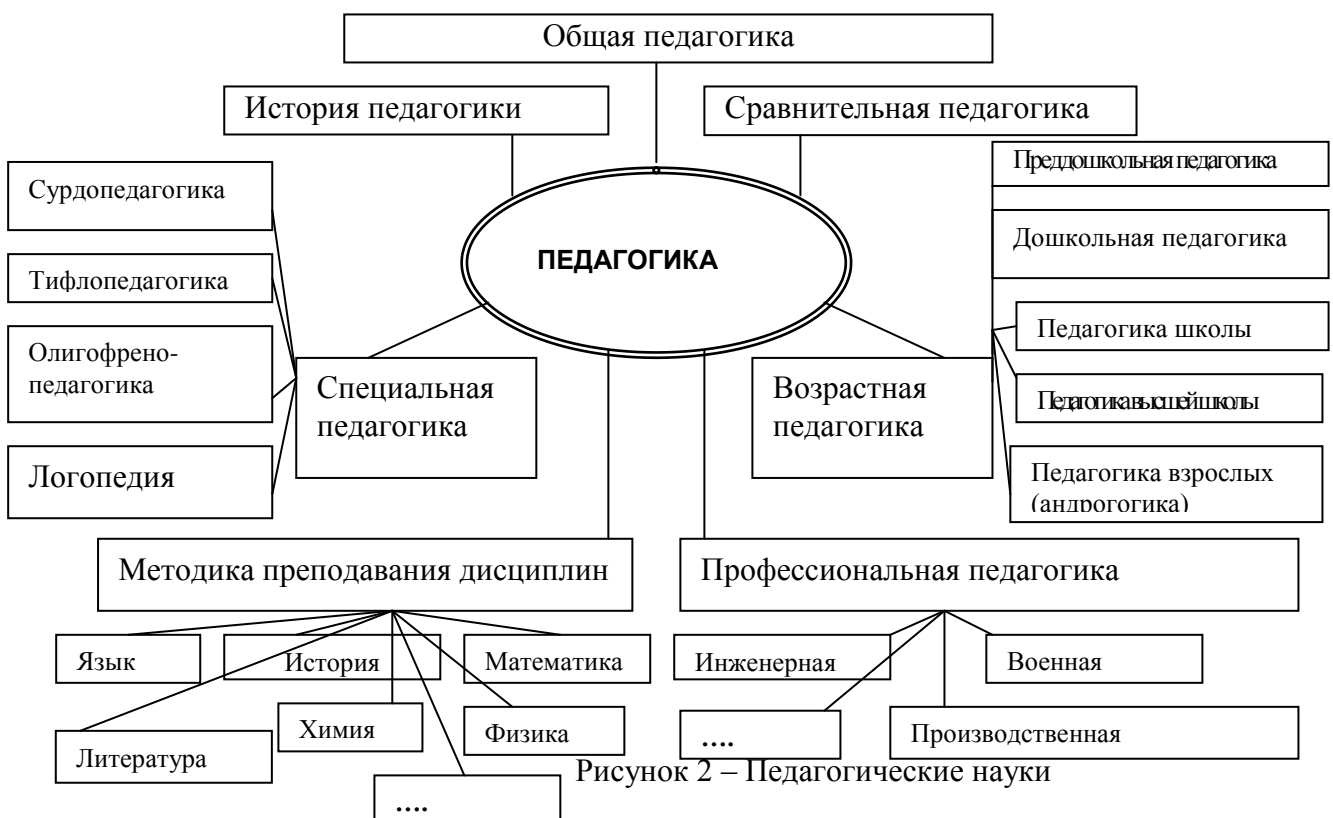 Общая педагогика
История педагогики
Сравнительная педагогика
Сурдопедагогика
Тифлопедагогика
Олигофрено-
педагогика
Логопедия
ПЕДАГОГИКА
Преддошкольная педагогика
Дошкольная педагогика
Педагогика школы
Педагогика высшей школы
Педагогика взрослых
(андрогогика)
Специальная
педагогика
Возрастная
педагогика
Методика преподавания дисциплин
Профессиональная педагогика
Язык
История
Математика
Инженерная
Военная
Химия
Физика
Литература
....
....
Производственная
Рисунок 2 – Педагогические науки